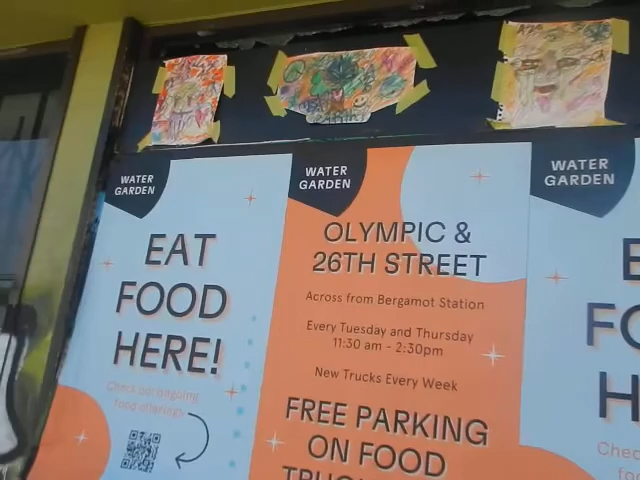 WATER
GARDEN
EAT
FOOD
HERE!
Check out ongoing
food offerings
WATER
GARDEN
OLYMPIC &
26TH STREET
Across from Bergamot Station
Every Tuesday and Thursday
11:30 am - 2:30pm
New Trucks Every Week
FREE PARKING
ON FOOD
WATER
GARDEN